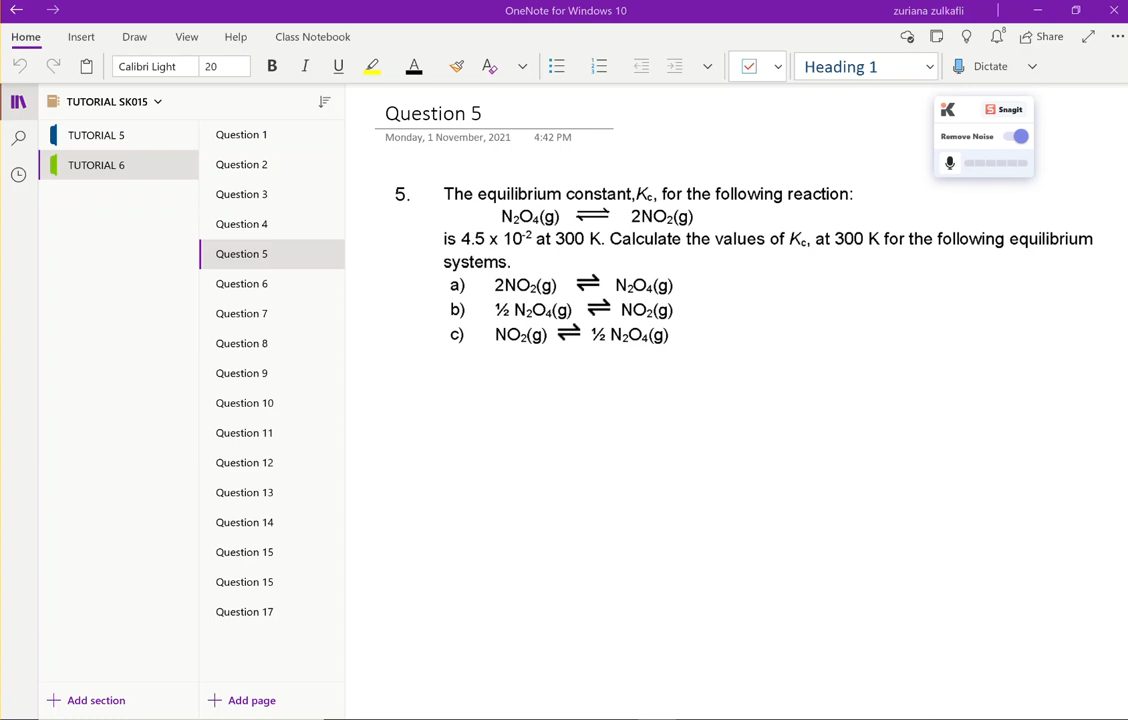 OneNote for Windows 10
zuriana zulkafli
Home Insert Draw View Help Class Notebook
8 Share
Calibri Light 20 B I U A A Heading 1 Dictate
TUTORIAL SK015
TUTORIAL 5
TUTORIAL 6
Question 1
Question 2
Question 3
Question 4
Question 5
Question 6
Question 7
Question 8
Question 9
Question 10
Question 11
Question 12
Question 13
Question 14
Question 15
Question 15
Question 17
Add section
Add page
Question 5
Monday, 1 November, 2021 4:42 PM
Snagit
Remove Noise
5. The equilibrium constant,Kc, for the following reaction:
N₂O₄(g) ⇌ 2NO₂(g)
is 4.5 x 10⁻² at 300 K. Calculate the values of Kc, at 300 K for the following equilibrium
systems.
a) 2NO₂(g) ⇌ N₂O₄(g)
b) ½ N₂O₄(g) ⇌ NO₂(g)
c) NO₂(g) ⇌ ½ N₂O₄(g)